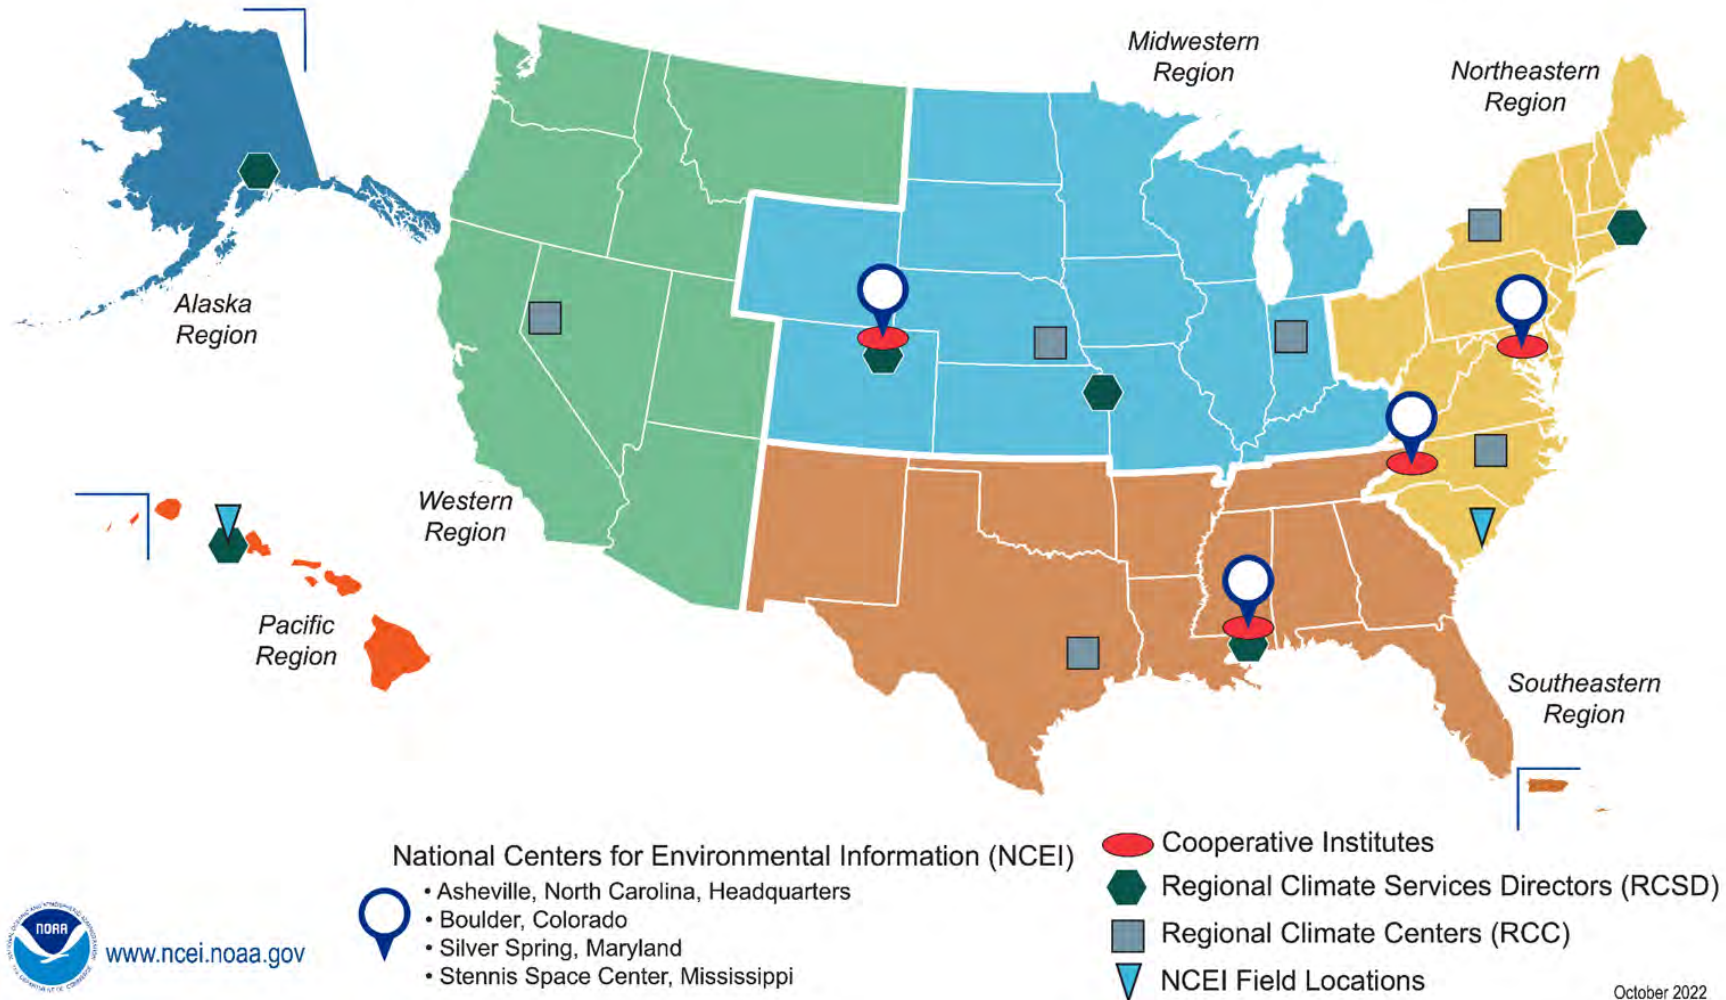 Midwestern
Region
Northeastern
Region
Alaska
Region
Western
Region
Pacific
Region
Southeastern
Region
National Centers for Environmental Information (NCEI)
• Asheville, North Carolina, Headquarters
• Boulder, Colorado
• Silver Spring, Maryland
• Stennis Space Center, Mississippi
Cooperative Institutes
Regional Climate Services Directors (RCSD)
Regional Climate Centers (RCC)
NCEI Field Locations
NOAA
www.ncei.noaa.gov
October 2022